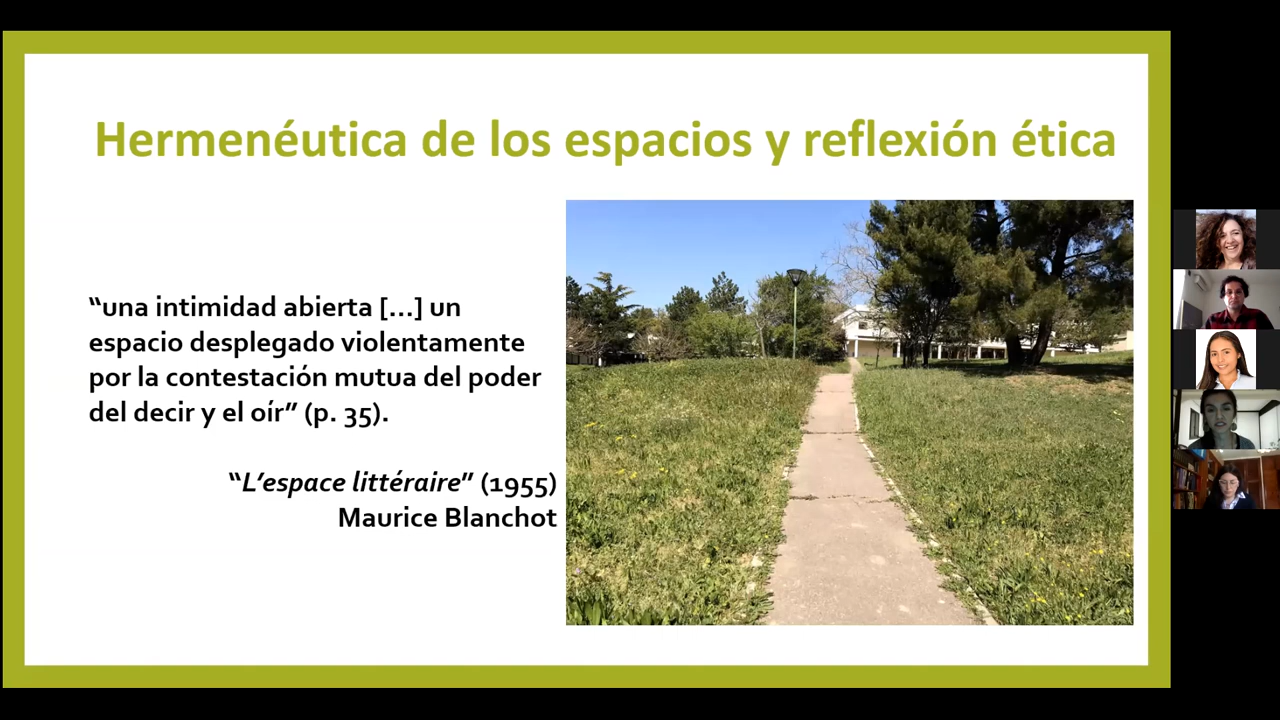 Hermenéutica de los espacios y reflexión ética
“una intimidad abierta [...] un
espacio desplegado violentamente
por la contestación mutua del poder
del decir y el oír” (p. 35).
“L’espace littéraire” (1955)
Maurice Blanchot